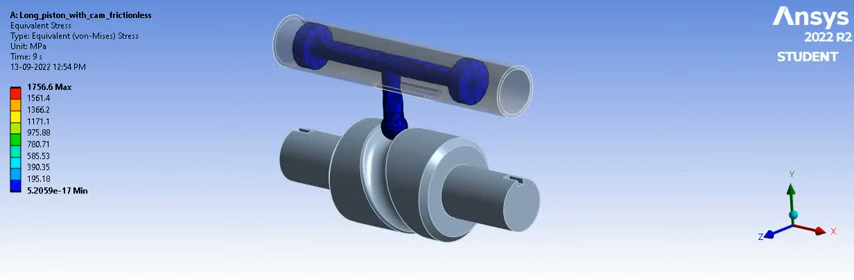 A: Long_piston_with_cam_frictionless
Equivalent Stress
Type: Equivalent (von-Mises) Stress
Unit: MPa
Time: 9 s
13-09-2022 12:54 PM
1756.6 Max
1561.4
1366.2
1171.1
975.88
780.71
585.53
390.35
195.18
5.2059e-17 Min
Ansys
2022 R2
STUDENT
Y
Z
X